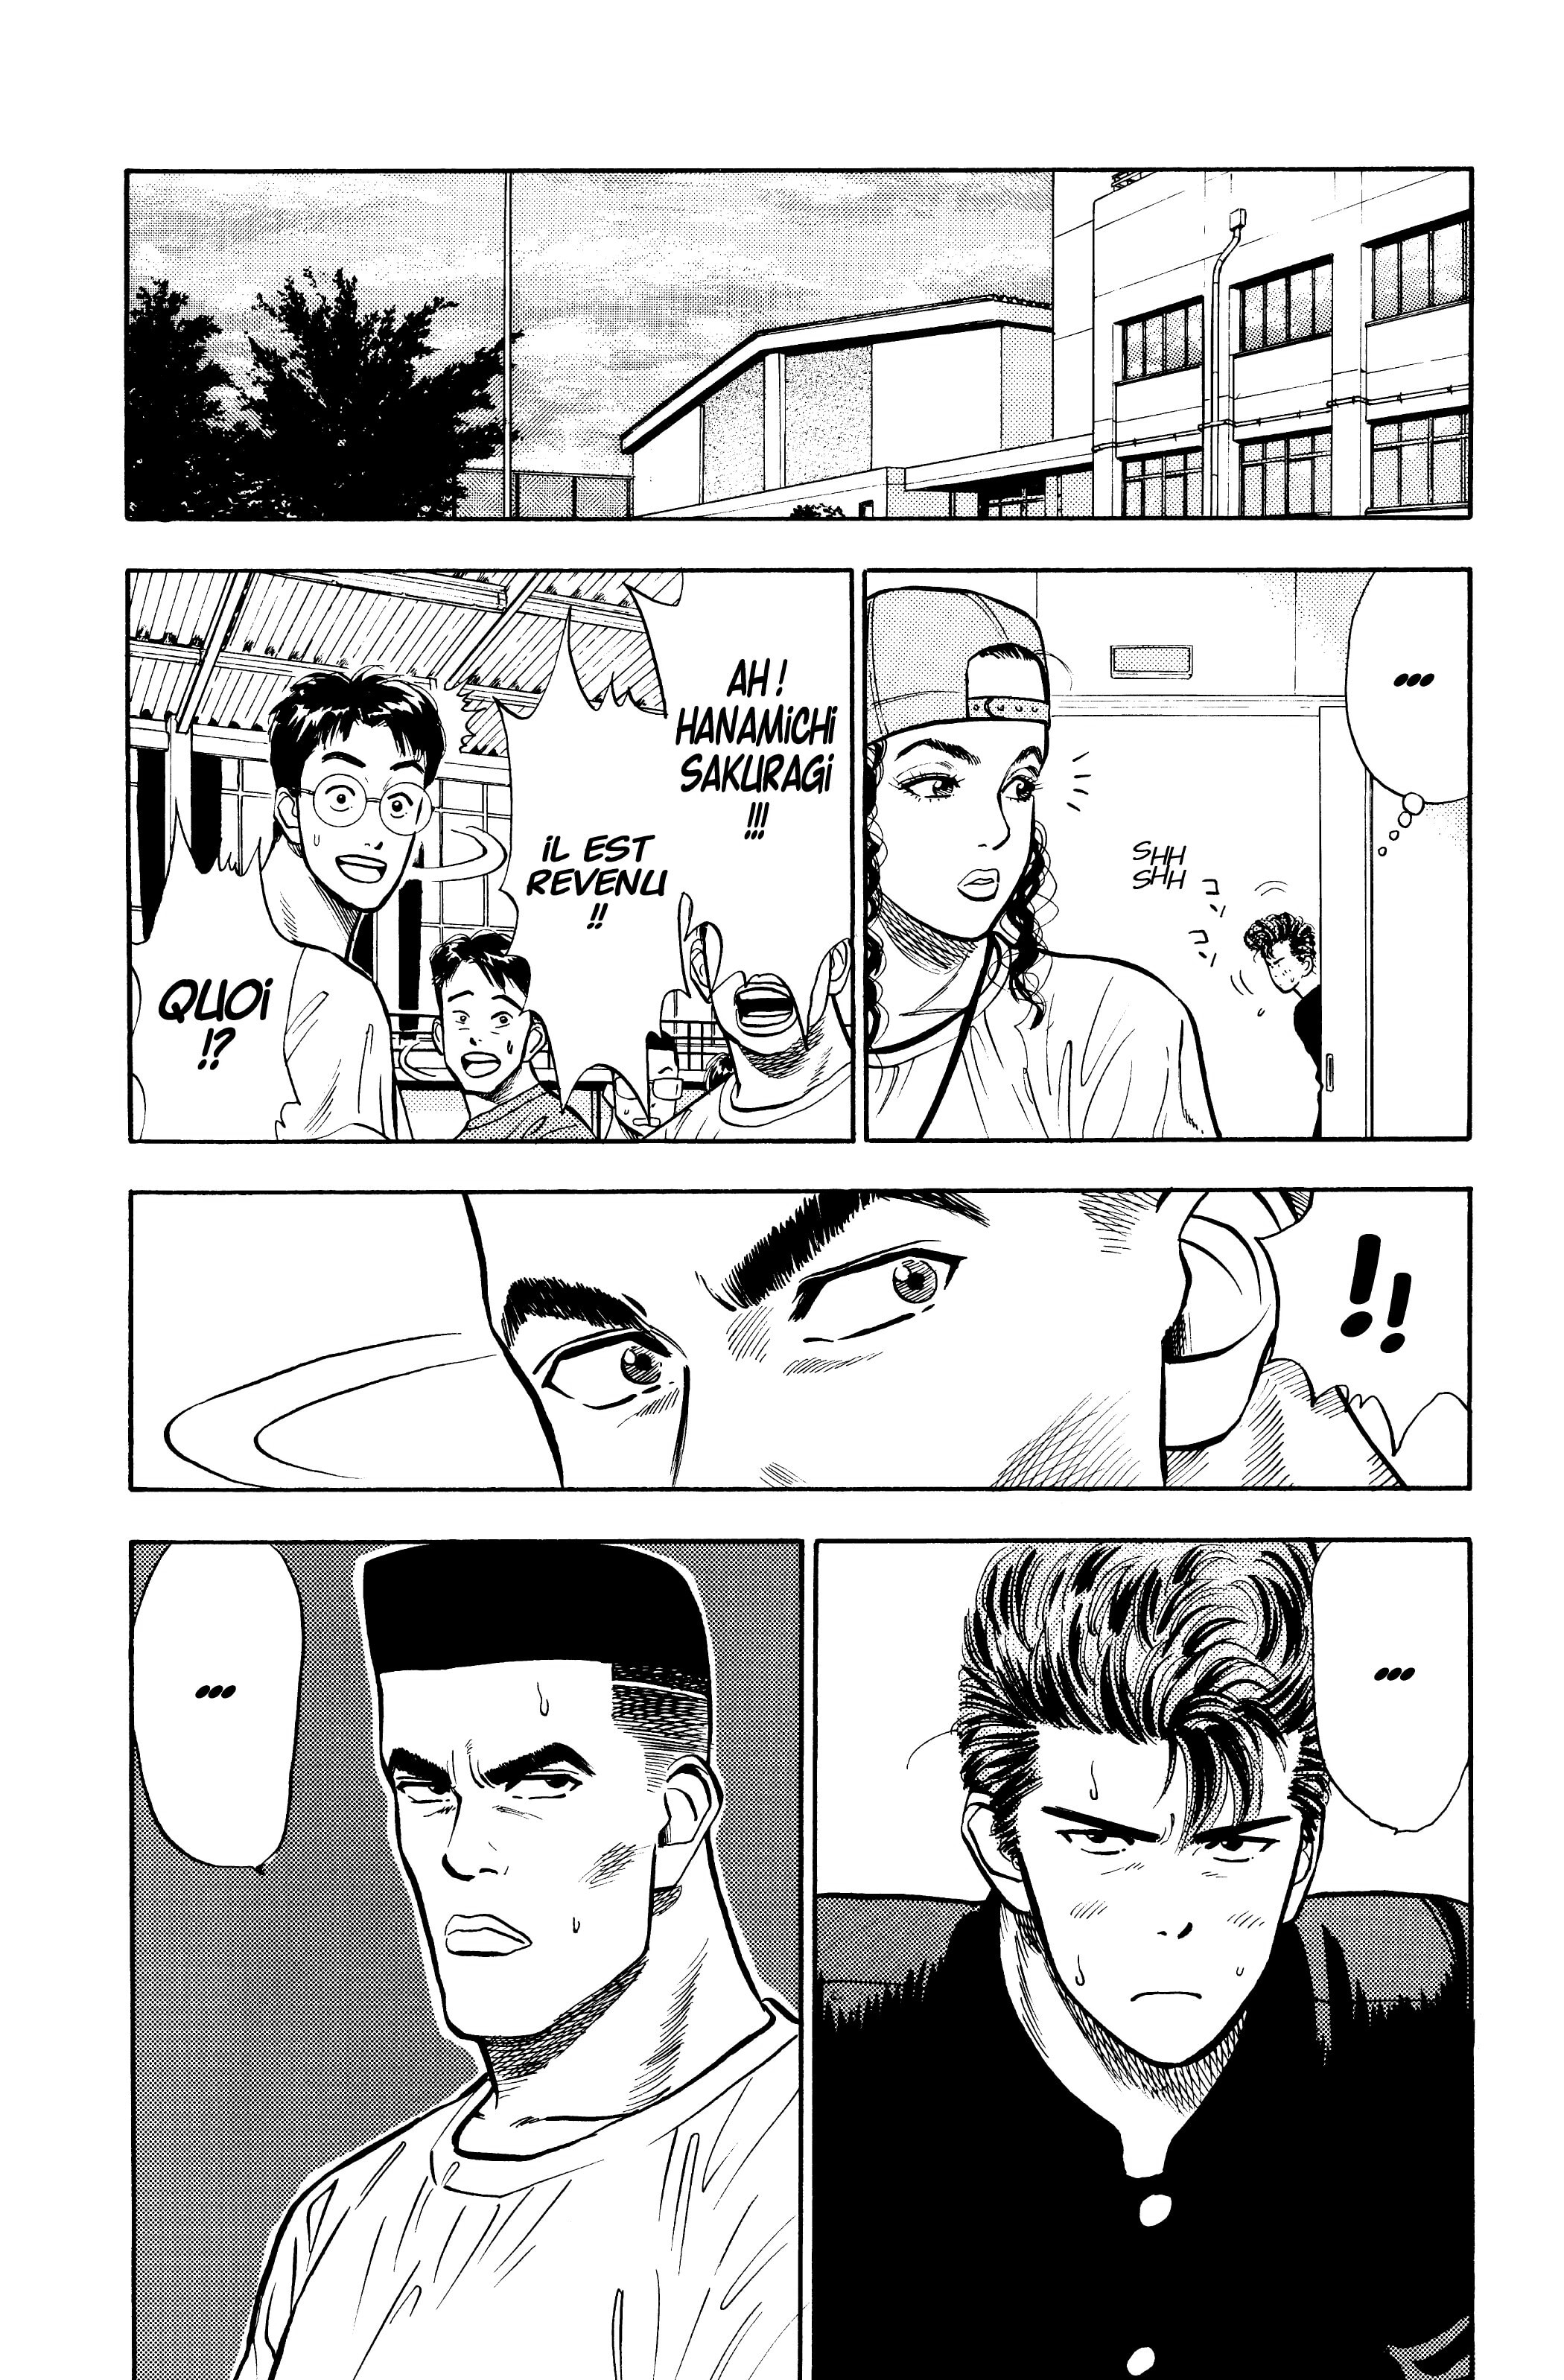 ...
SHH
SHH
AH !
HANAMiCHi
SAKURAGi
!!!
iL EST
REVENU
!!
QUOi
!?
!!
...
...